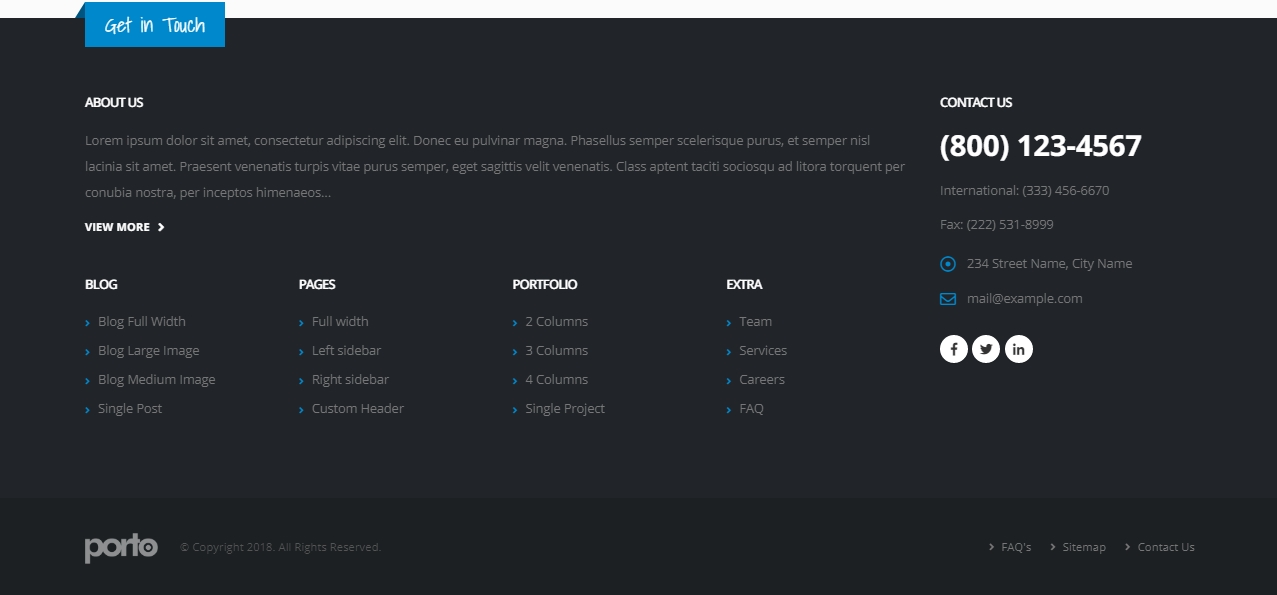 Get in Touch
ABOUT US
Lorem ipsum dolor sit amet, consectetur adipiscing elit. Donec eu pulvinar magna. Phasellus semper scelerisque purus, et semper nisl
lacinia sit amet. Praesent venenatis turpis vitae purus semper, eget sagittis velit venenatis. Class aptent taciti sociosqu ad litora torquent per
conubia nostra, per inceptos himenaeos...
VIEW MORE
BLOG
Blog Full Width
Blog Large Image
Blog Medium Image
Single Post
PAGES
Full width
Left sidebar
Right sidebar
Custom Header
PORTFOLIO
2 Columns
3 Columns
4 Columns
Single Project
EXTRA
Team
Services
Careers
FAQ
CONTACT US
(800) 123-4567
International: (333) 456-6670
Fax: (222) 531-8999
234 Street Name, City Name
mail@example.com
porto
© Copyright 2018. All Rights Reserved.
FAQ's
Sitemap
Contact Us